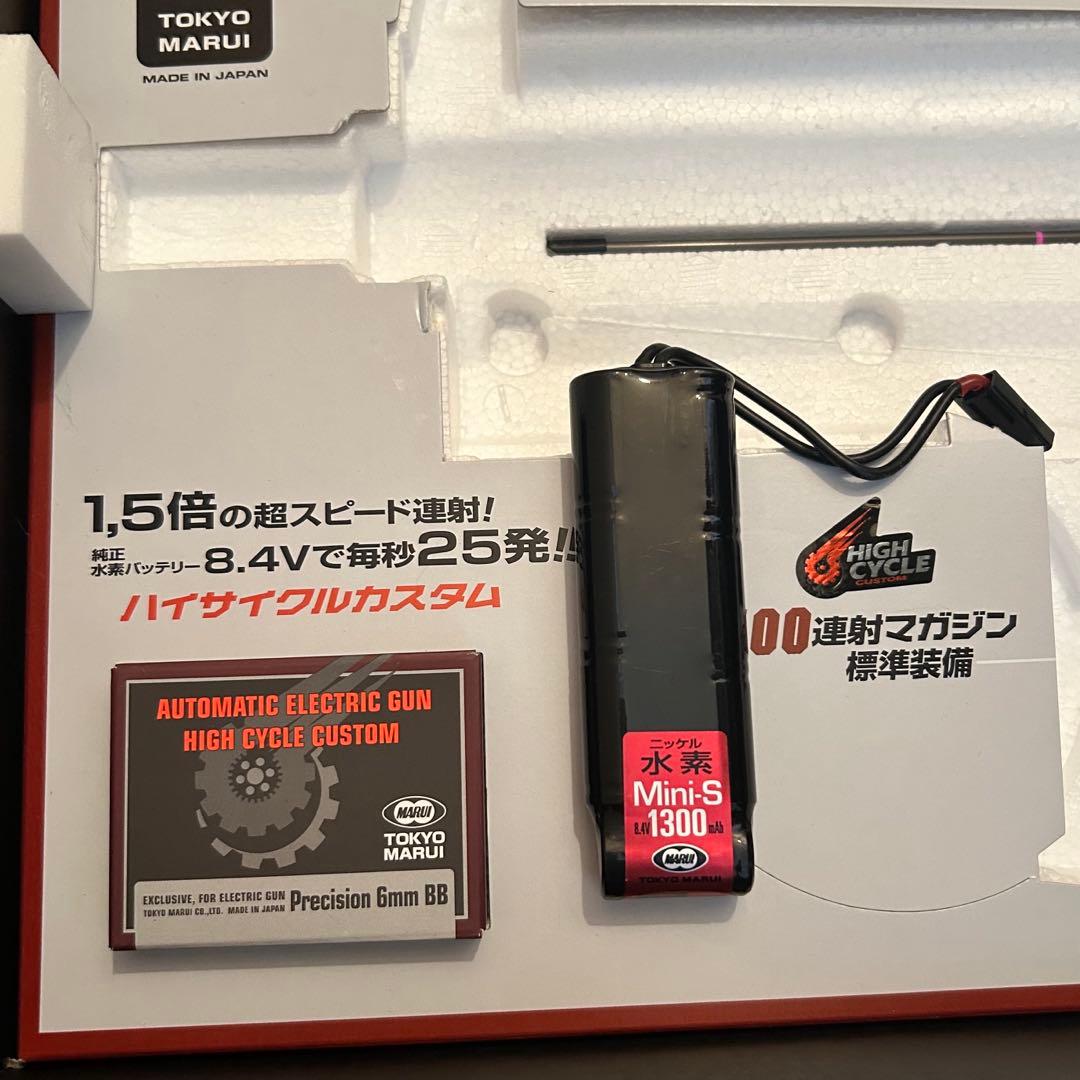 TOKYO
MARUI
MADE IN JAPAN
1,5倍の超スピード連射!
純正
水素バッテリー8.4Vで毎秒25発!!
ハイサイクルカスタム
HIGH
CYCLE
CUSTOM
00連射マガジン
標準装備
AUTOMATIC ELECTRIC GUN
HIGH CYCLE CUSTOM
MARUI
TOKYO
MARUI
EXCLUSIVE, FOR ELECTRIC GUN
TOKYO MARUI CO.,LTD. MADE IN JAPAN
Precision 6mm BB
ニッケル
水素
Mini-S
8.4V 1300mAh
MARUI
TOKYO MARUI